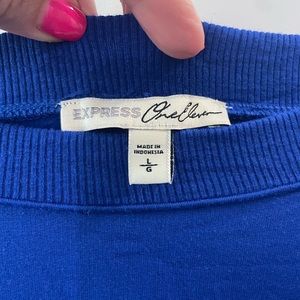 EXPRESS One Eleven
MADE IN
INDONESIA
L
G